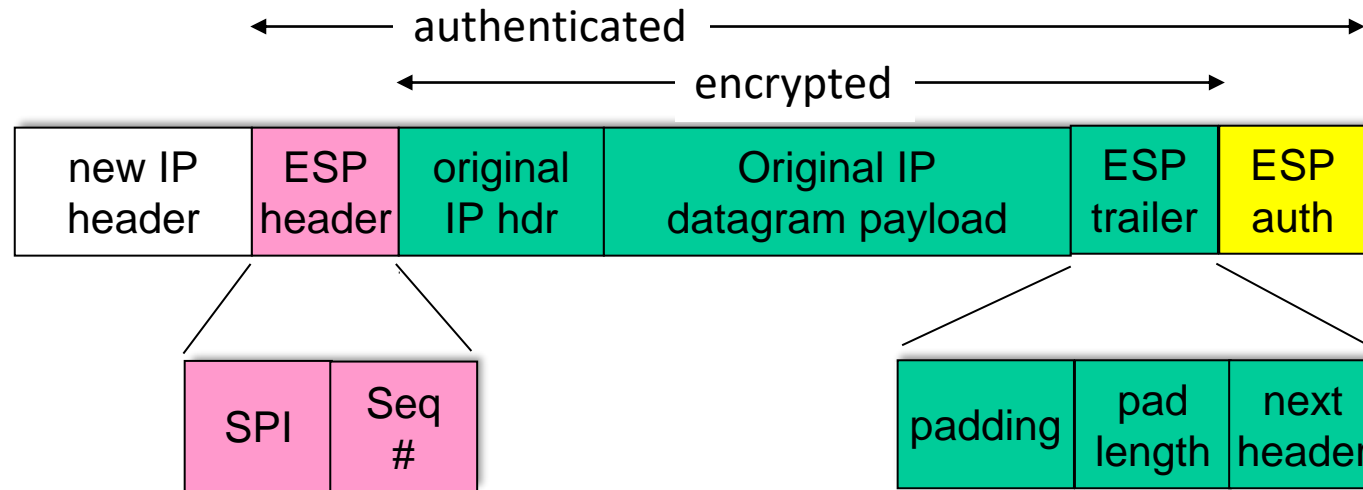 authenticated
encrypted
new IP
header
ESP
header
original
IP hdr
Original IP
datagram payload
ESP
trailer
ESP
auth
SPI
Seq
#
padding
pad
length
next
header